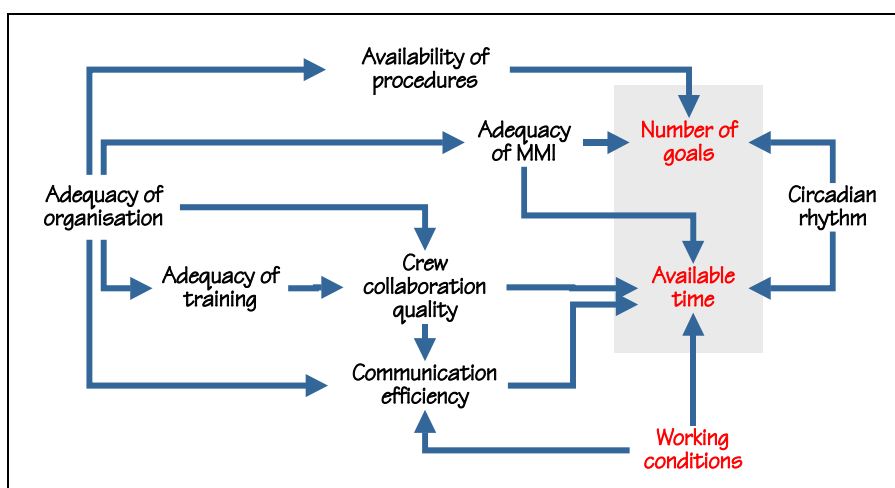 Availability of
procedures
Adequacy
of MMI
Number of
goals
Adequacy of
organisation
Circadian
rhythm
Adequacy of
training
Crew
collaboration
quality
Available
time
Communication
efficiency
Working
conditions